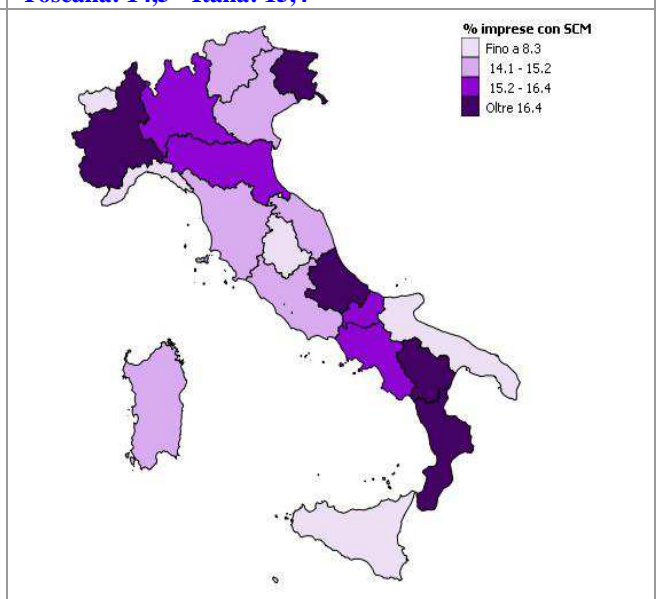 Toscana: 14,3 - Italia: 15,4
% imprese con SCM
Fino a 8.3
14.1 - 15.2
15.2 - 16.4
Oltre 16.4